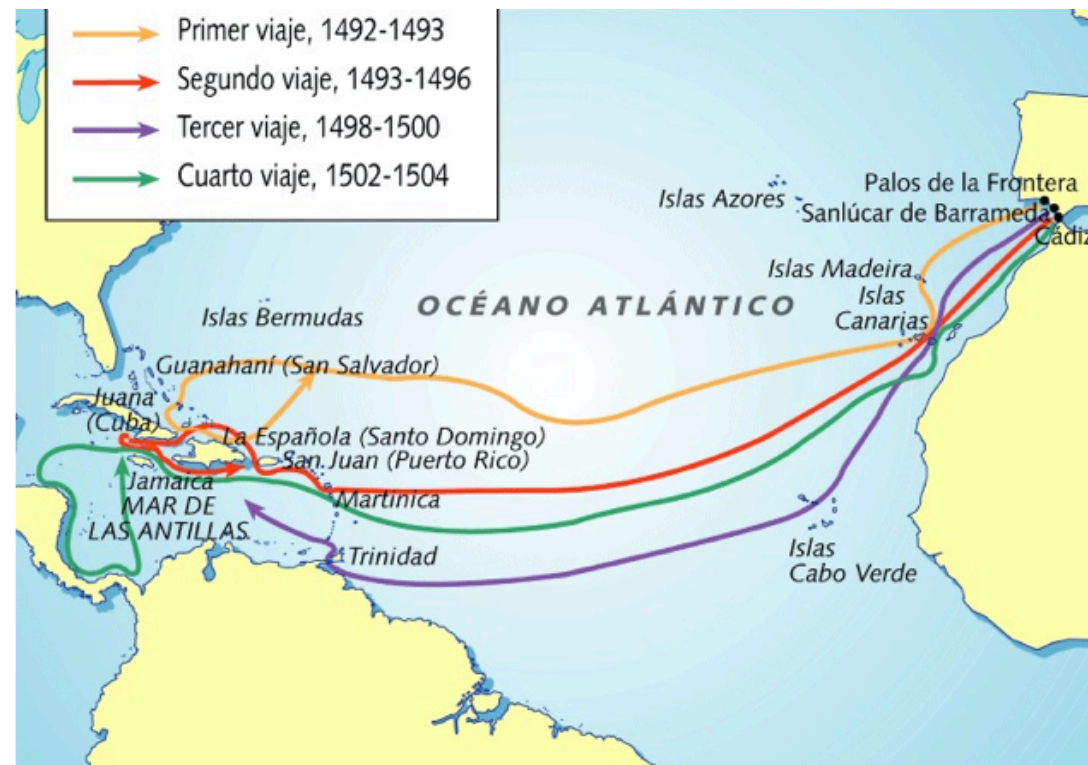 Primer viaje, 1492-1493
Segundo viaje, 1493-1496
Tercer viaje, 1498-1500
Cuarto viaje, 1502-1504
Palos de la Frontera
Islas Azores
Sanlúcar de Barrameda
Cádiz
Islas Madeira
Islas
Canarias
OCÉANO ATLÁNTICO
Islas Bermudas
Guanahaní (San Salvador)
Juana
(Cuba)
La Española (Santo Domingo)
San Juan (Puerto Rico)
Jamaica
Martinica
MAR DE
LAS ANTILLAS
Trinidad
Islas
Cabo Verde